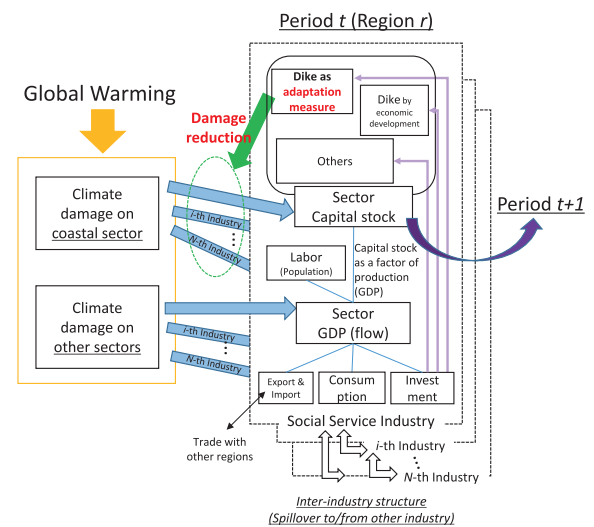 Period t (Region r)
Global Warming
Damage
reduction
Dike as
adaptation
measure
Dike by
economic
development
Others
Climate
damage on
coastal sector
i-th Industry
⋮
N-th Industry
Sector
Capital stock
Period t+1
Labor
(Population)
Capital stock
as a factor of
production
(GDP)
Climate
damage on
other sectors
i-th Industry
⋮
N-th Industry
Sector
GDP (flow)
Export &
Import
Consum
ption
Invest
ment
Social Service Industry
Trade with
other regions
i-th Industry
⋮
N-th Industry
Inter-industry structure
(Spillover to/from other industry)